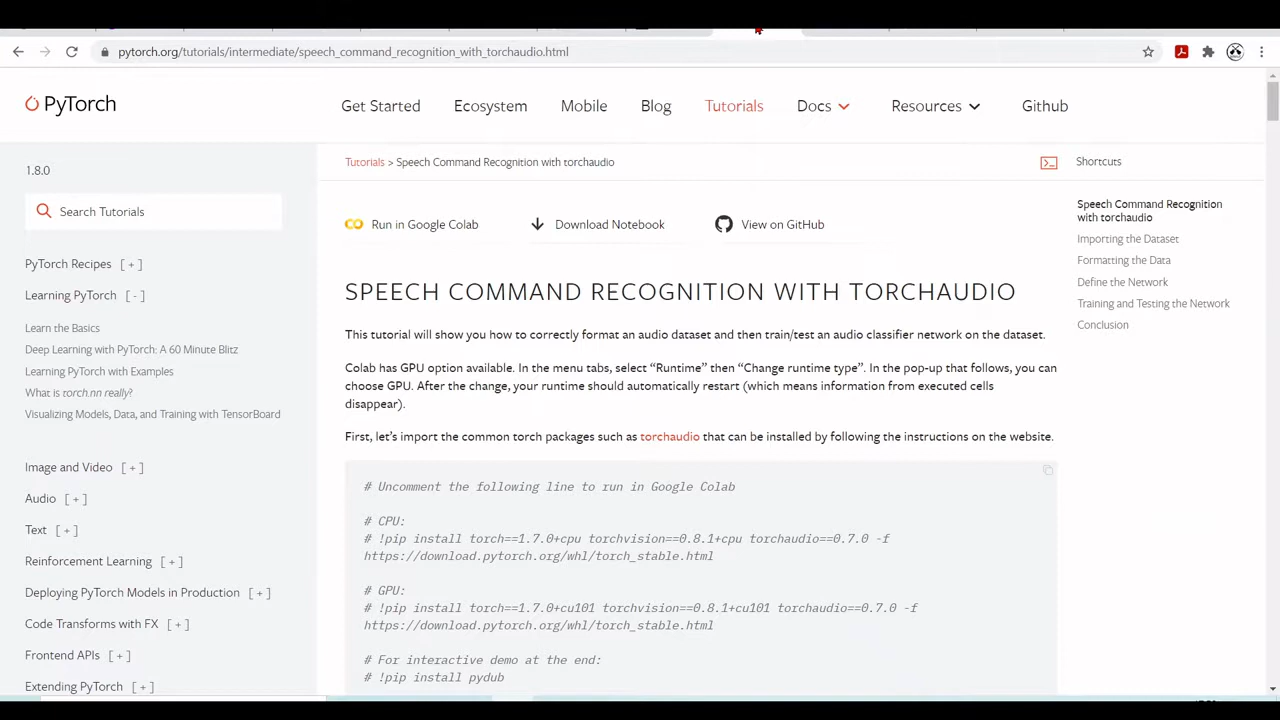 pytorch.org/tutorials/intermediate/speech_command_recognition_with_torchaudio.html
PyTorch
Get Started
Ecosystem
Mobile
Blog
Tutorials
Docs
Resources
Github
1.8.0
Search Tutorials
PyTorch Recipes [ + ]
Learning PyTorch [ - ]
Learn the Basics
Deep Learning with PyTorch: A 60 Minute Blitz
Learning PyTorch with Examples
What is torch.nn really?
Visualizing Models, Data, and Training with TensorBoard
Image and Video [ + ]
Audio [ + ]
Text [ + ]
Reinforcement Learning [ + ]
Deploying PyTorch Models in Production [ + ]
Code Transforms with FX [ + ]
Frontend APIs [ + ]
Extending PyTorch [ + ]
Tutorials > Speech Command Recognition with torchaudio
Run in Google Colab
Download Notebook
View on GitHub
SPEECH COMMAND RECOGNITION WITH TORCHAUDIO
This tutorial will show you how to correctly format an audio dataset and then train/test an audio classifier network on the dataset.
Colab has GPU option available. In the menu tabs, select “Runtime” then “Change runtime type”. In the pop-up that follows, you can
choose GPU. After the change, your runtime should automatically restart (which means information from executed cells
disappear).
First, let’s import the common torch packages such as torchaudio that can be installed by following the instructions on the website.
# Uncomment the following line to run in Google Colab
# CPU:
# !pip install torch==1.7.0+cpu torchvision==0.8.1+cpu torchaudio==0.7.0 -f
https://download.pytorch.org/whl/torch_stable.html
# GPU:
# !pip install torch==1.7.0+cu101 torchvision==0.8.1+cu101 torchaudio==0.7.0 -f
https://download.pytorch.org/whl/torch_stable.html
# For interactive demo at the end:
# !pip install pydub
Shortcuts
Speech Command Recognition
with torchaudio
Importing the Dataset
Formatting the Data
Define the Network
Training and Testing the Network
Conclusion